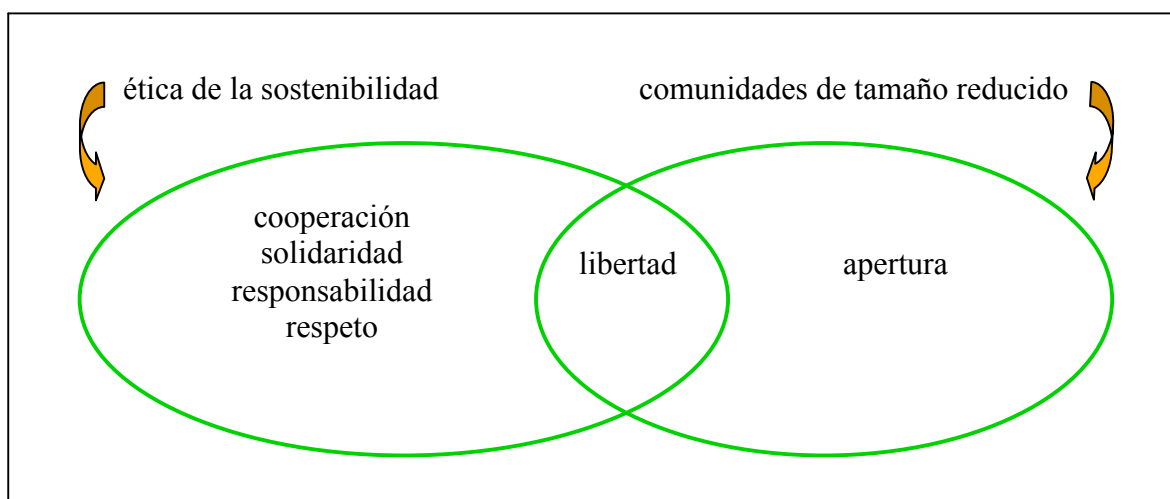 ética de la sostenibilidad
comunidades de tamaño reducido
cooperación
solidaridad
responsabilidad
respeto
libertad
apertura